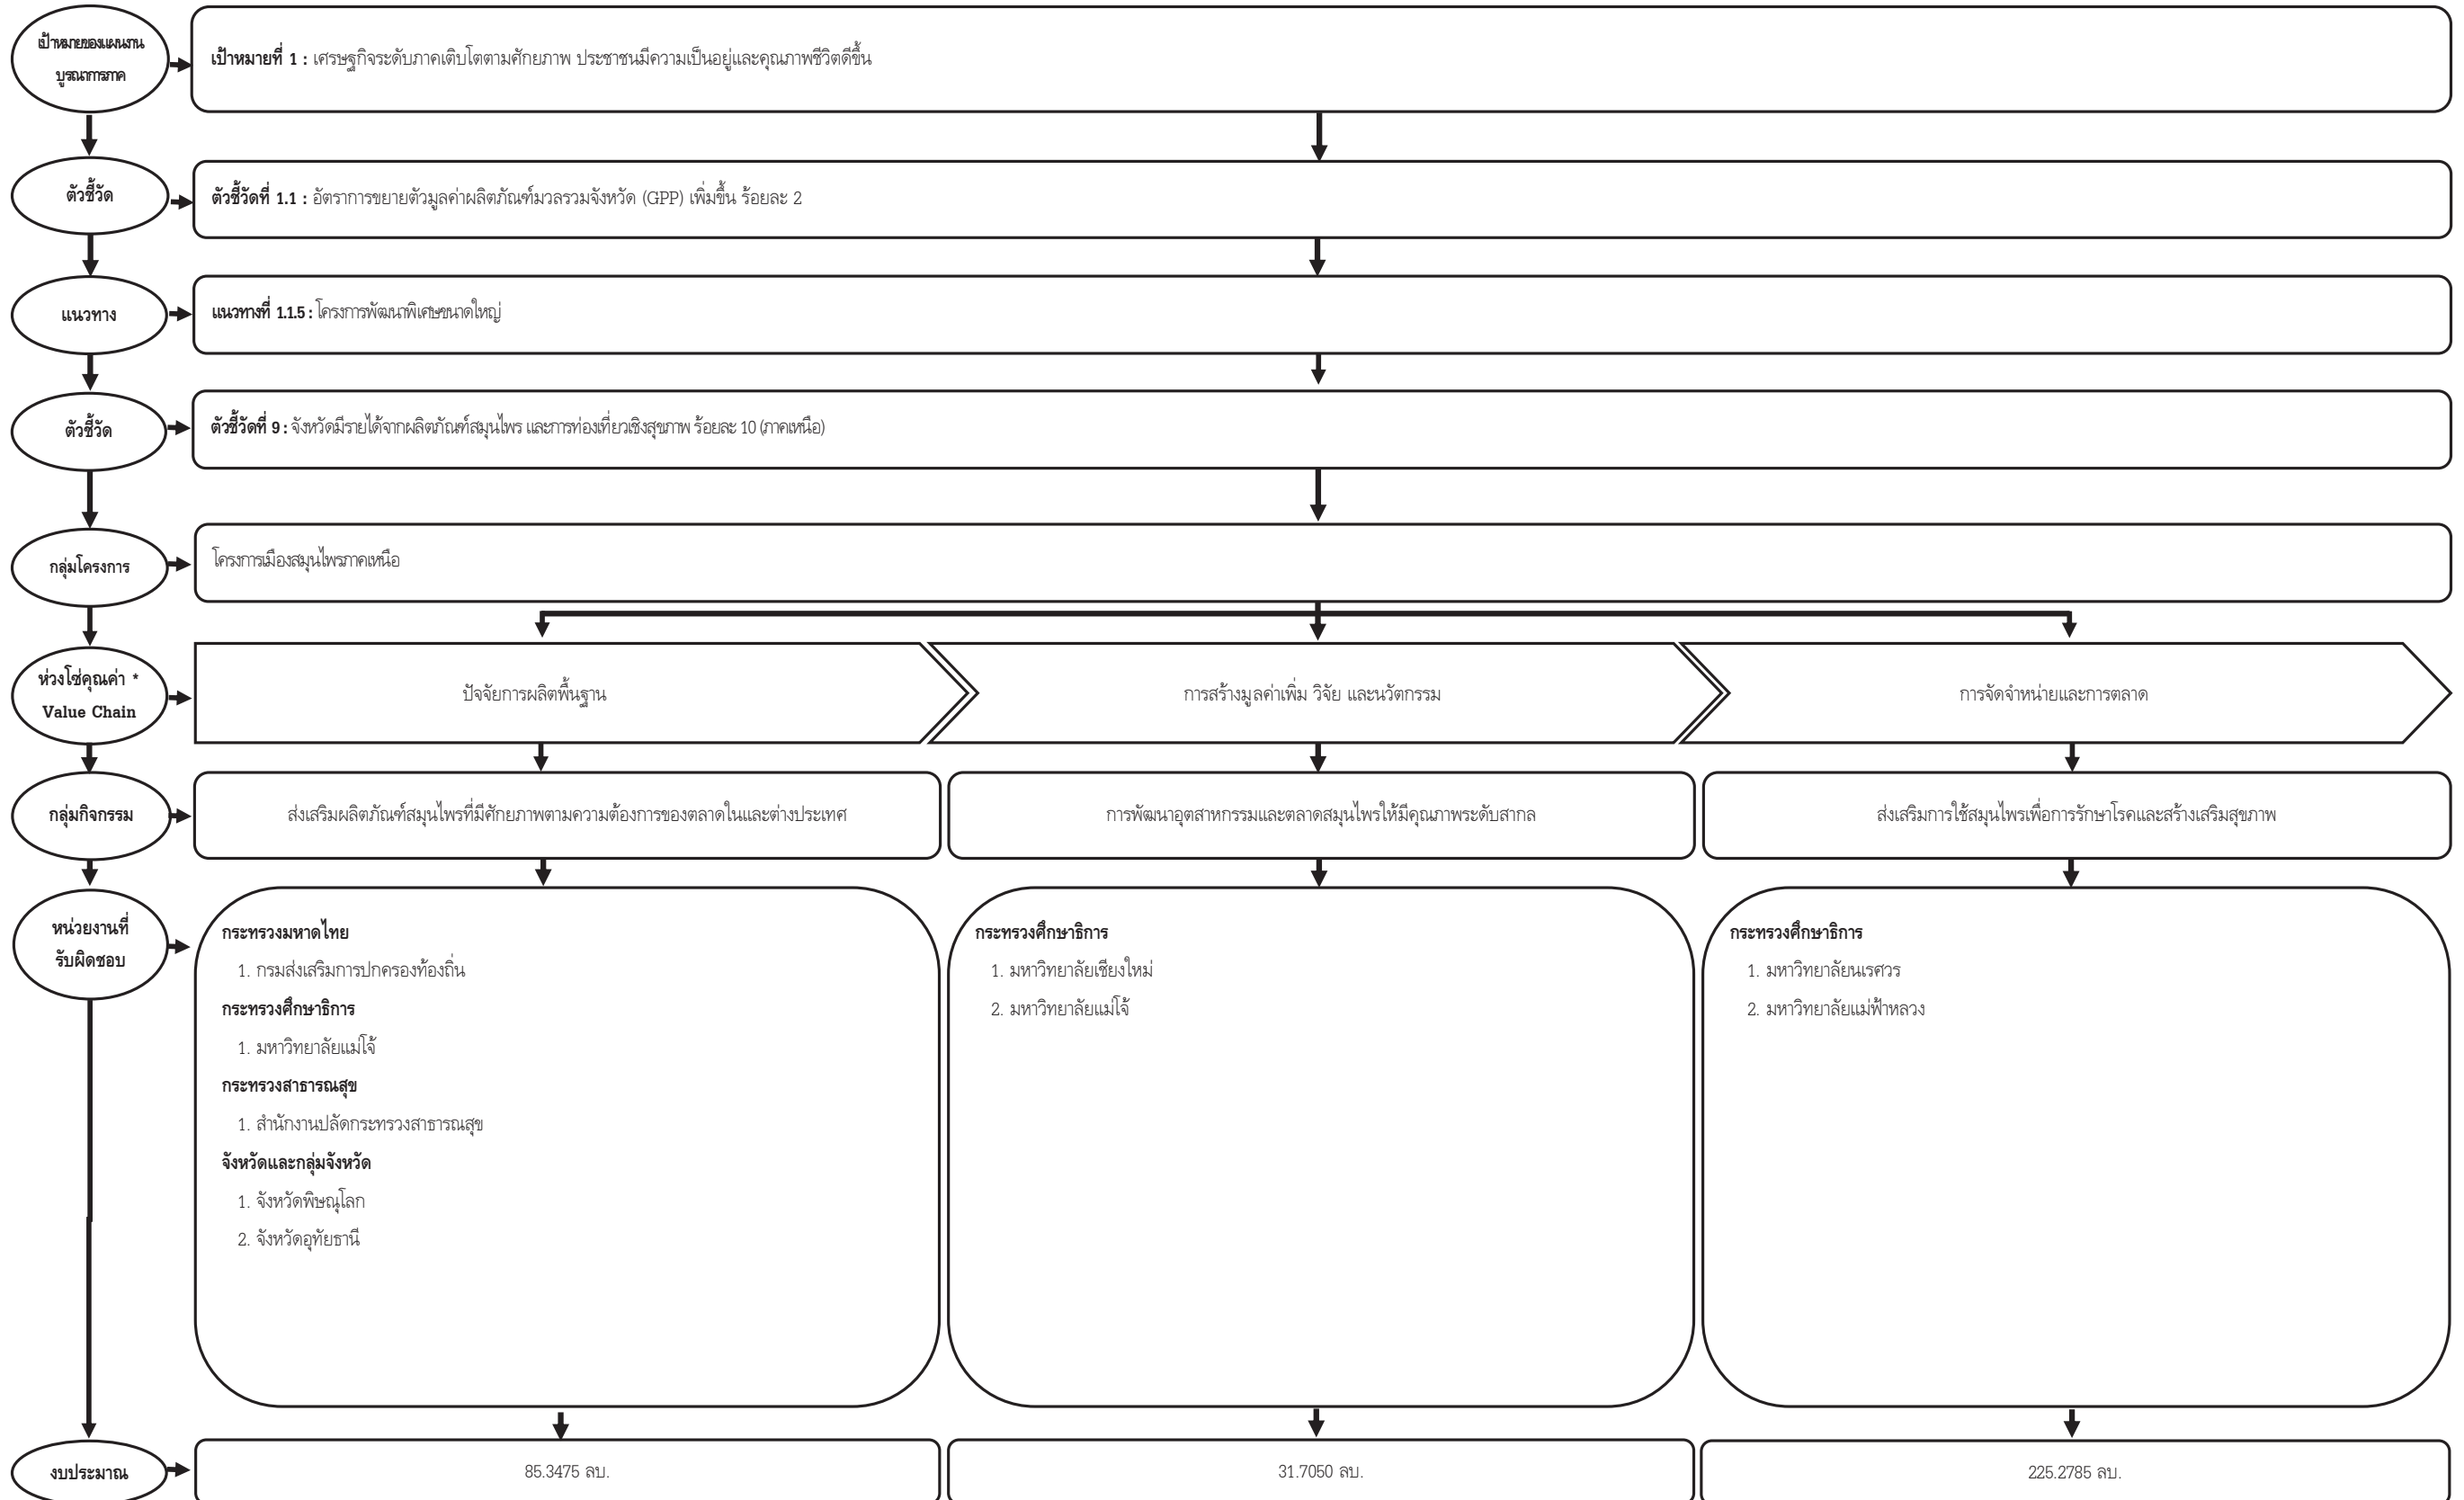 เป้าหมายของแผนงาน
บูรณาการภาค
เป้าหมายที่ 1 : เศรษฐกิจระดับภาคเติบโตตามศักยภาพ ประชาชนมีความเป็นอยู่และคุณภาพชีวิตดีขึ้น
ตัวชี้วัด
ตัวชี้วัดที่ 1.1 : อัตราการขยายตัวมูลค่าผลิตภัณฑ์มวลรวมจังหวัด (GPP) เพิ่มขึ้น ร้อยละ 2
แนวทาง
แนวทางที่ 1.1.5 : โครงการพัฒนาพิเศษขนาดใหญ่
ตัวชี้วัด
ตัวชี้วัดที่ 9 : จังหวัดมีรายได้จากผลิตภัณฑ์สมุนไพร และการท่องเที่ยวเชิงสุขภาพ ร้อยละ 10 (ภาคเหนือ)
กลุ่มโครงการ
โครงการเมืองสมุนไพรภาคเหนือ
ห่วงโซ่คุณค่า *
Value Chain
ปัจจัยการผลิตพื้นฐาน
การสร้างมูลค่าเพิ่ม วิจัย และนวัตกรรม
การจัดจำหน่ายและการตลาด
กลุ่มกิจกรรม
ส่งเสริมผลิตภัณฑ์สมุนไพรที่มีศักยภาพตามความต้องการของตลาดในและต่างประเทศ
การพัฒนาอุตสาหกรรมและตลาดสมุนไพรให้มีคุณภาพระดับสากล
ส่งเสริมการใช้สมุนไพรเพื่อการรักษาโรคและสร้างเสริมสุขภาพ
หน่วยงานที่
รับผิดชอบ
กระทรวงมหาดไทย
1. กรมส่งเสริมการปกครองท้องถิ่น
กระทรวงศึกษาธิการ
1. มหาวิทยาลัยแม่โจ้
กระทรวงสาธารณสุข
1. สำนักงานปลัดกระทรวงสาธารณสุข
จังหวัดและกลุ่มจังหวัด
1. จังหวัดพิษณุโลก
2. จังหวัดอุทัยธานี
กระทรวงศึกษาธิการ
1. มหาวิทยาลัยเชียงใหม่
2. มหาวิทยาลัยแม่โจ้
กระทรวงศึกษาธิการ
1. มหาวิทยาลัยนเรศวร
2. มหาวิทยาลัยแม่ฟ้าหลวง
งบประมาณ
85.3475 ลบ.
31.7050 ลบ.
225.2785 ลบ.